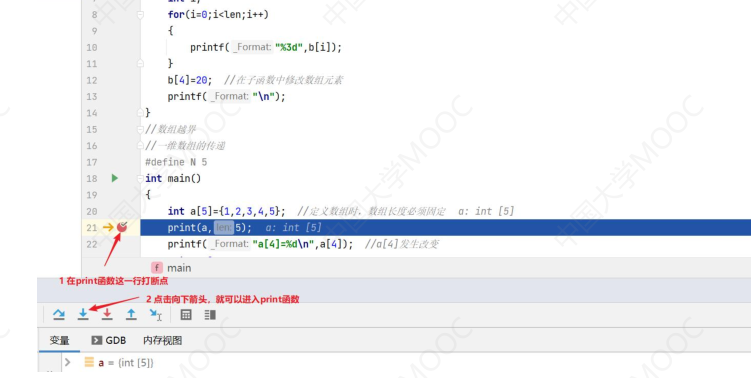 int i;
8 for(i=0;i<len;i++)
9 {
10 printf( _Format: "%3d",b[i]);
11 }
12 b[4]=20; //在子函数中修改数组元素
13 printf( _Format: "\n");
14 }
15 //数组越界
16 //一维数组的传递
17 #define N 5
18 int main()
19 {
20 int a[5]={1,2,3,4,5}; //定义数组时，数组长度必须固定 a: int [5]
21 print(a, len: 5); a: int [5]
22 printf( _Format: "a[4]=%d\n",a[4]); //a[4]发生改变
f main
1 在print函数这一行打断点
2 点击向下箭头，就可以进入print函数
变量 GDB 内存视图
a = {int [5]}
中国大学MOOC